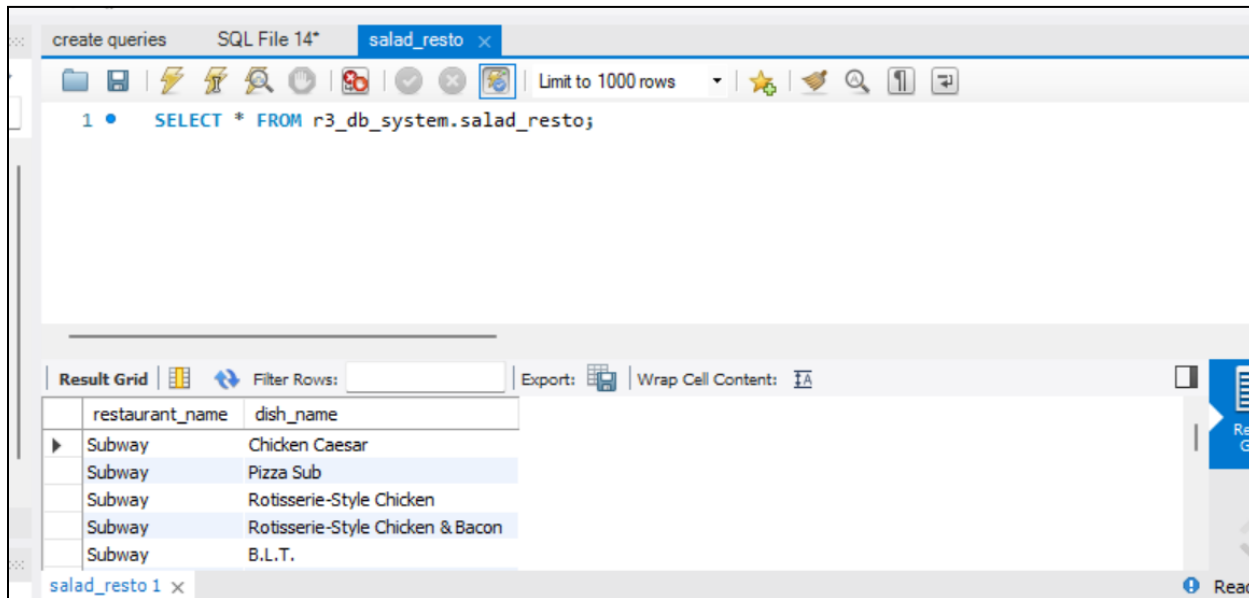 create queries SQL File 14* salad_resto
Limit to 1000 rows
1 SELECT * FROM r3_db_system.salad_resto;
Result Grid Filter Rows: Export: Wrap Cell Content:
restaurant_name dish_name
Subway Chicken Caesar
Subway Pizza Sub
Subway Rotisserie-Style Chicken
Subway Rotisserie-Style Chicken & Bacon
Subway B.L.T.
salad_resto 1